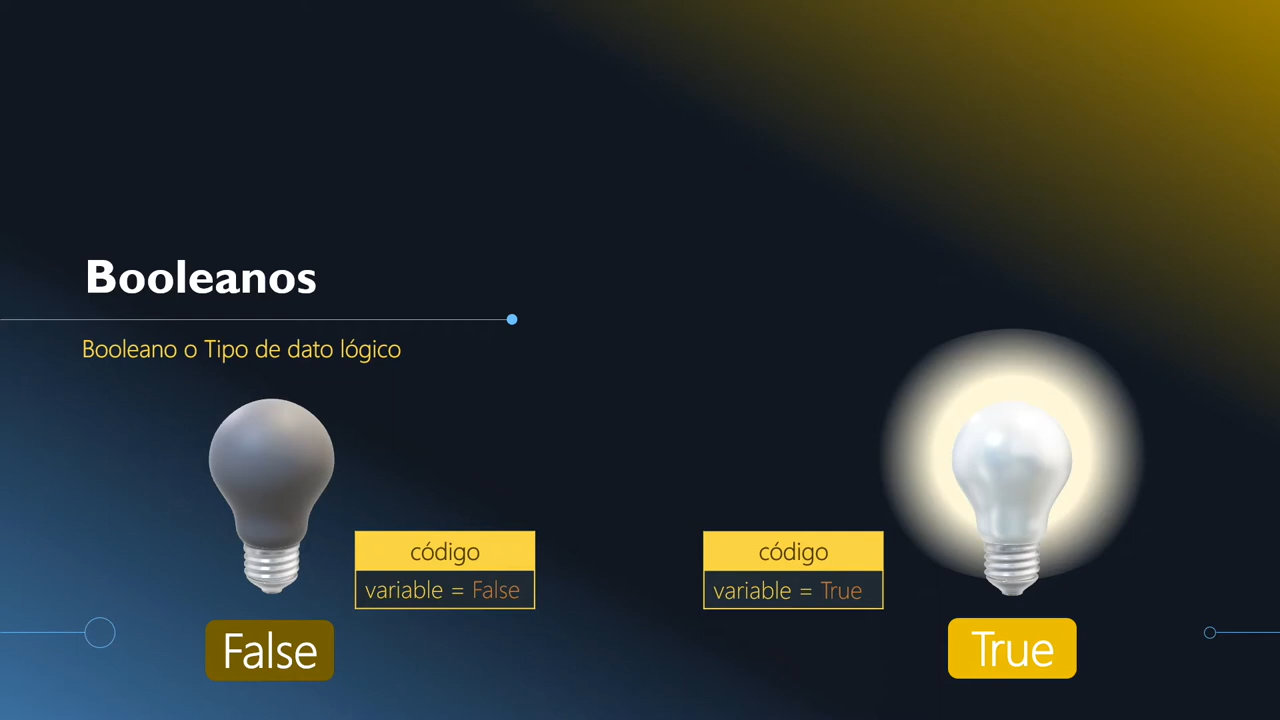 Booleanos
Booleano o Tipo de dato lógico
código
variable = False
False
código
variable = True
True